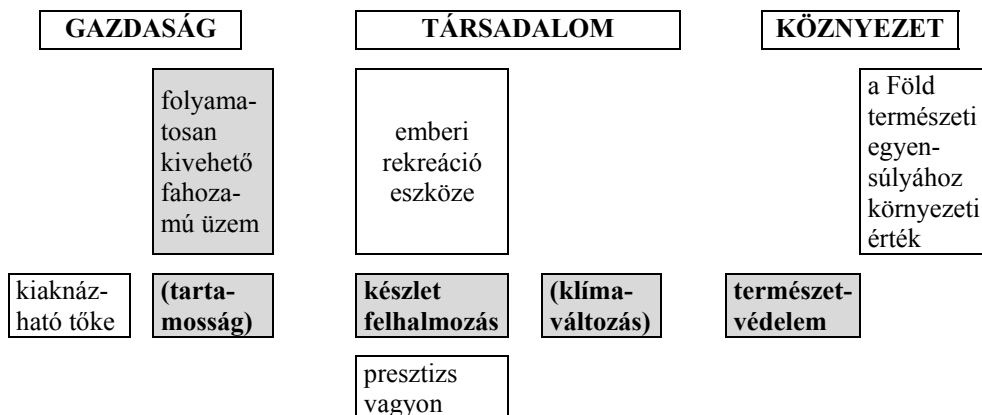 GAZDASÁG
TÁRSADALOM
KÖZNYEZET
folyama-
tosan
kivehető
fahoza-
mú üzem
emberi
rekreáció
eszköze
a Föld
természeti
egyen-
súlyához
környezeti
érték
kiaknáz-
ható tőke
(tarta-
mosság)
készlet
felhalmozás
(klíma-
változás)
természet-
védelem
presztizs
vagyon